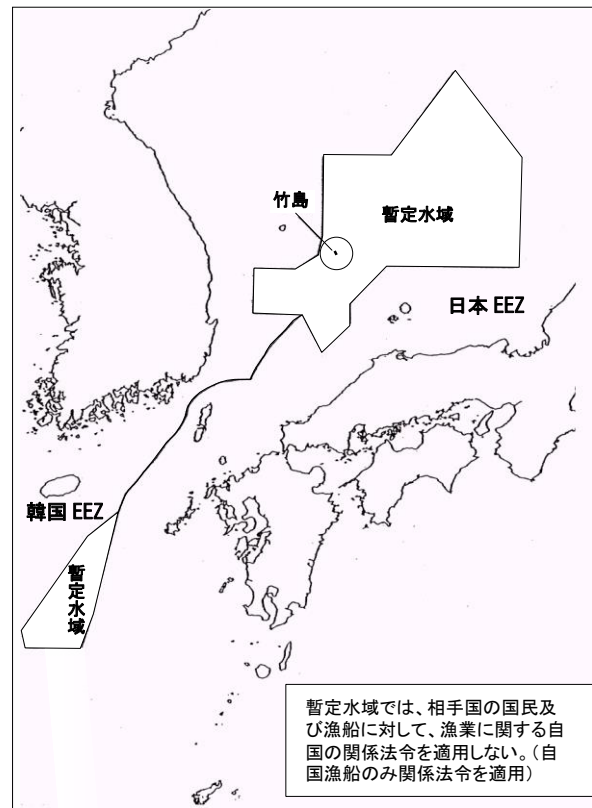 竹島
暫定水域
日本 EEZ
韓国 EEZ
暫定水域
暫定水域では、相手国の国民及
び漁船に対して、漁業に関する自
国の関係法令を適用しない。（自
国漁船のみ関係法令を適用）